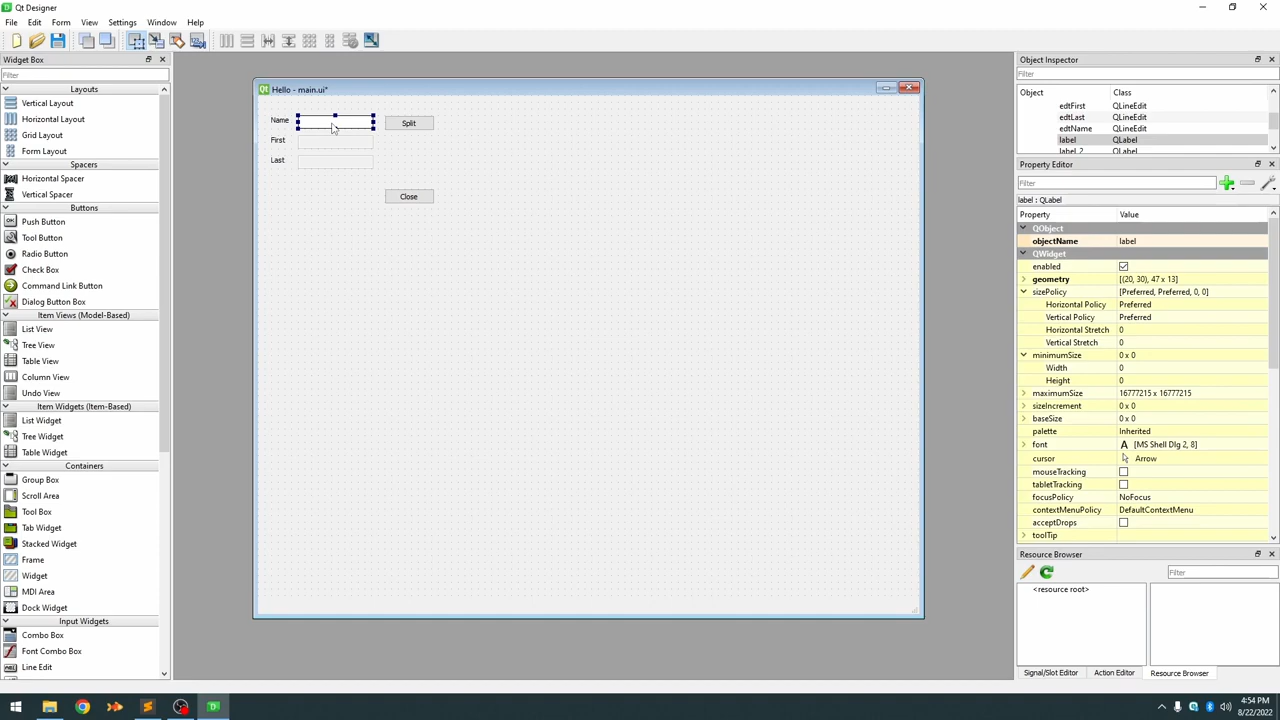 Qt Designer
File Edit Form View Settings Window Help
Widget Box
Filter
Layouts
Vertical Layout
Horizontal Layout
Grid Layout
Form Layout
Spacers
Horizontal Spacer
Vertical Spacer
Buttons
Push Button
Tool Button
Radio Button
Check Box
Command Link Button
Dialog Button Box
Item Views (Model-Based)
List View
Tree View
Table View
Column View
Undo View
Item Widgets (Item-Based)
List Widget
Tree Widget
Table Widget
Containers
Group Box
Scroll Area
Tool Box
Tab Widget
Stacked Widget
Frame
Widget
MDI Area
Dock Widget
Input Widgets
Combo Box
Font Combo Box
Line Edit
Qt Hello - main.ui*
Name Split
First
Last
Close
Object Inspector
Filter
Object Class
edtFirst QLineEdit
edtLast QLineEdit
edtName QLineEdit
label QLabel
label_2 QLabel
Property Editor
Filter
label : QLabel
Property Value
QObject
objectName label
QWidget
enabled
geometry [(20, 30), 47 x 13]
sizePolicy [Preferred, Preferred, 0, 0]
Horizontal Policy Preferred
Vertical Policy Preferred
Horizontal Stretch 0
Vertical Stretch 0
minimumSize 0 x 0
Width 0
Height 0
maximumSize 16777215 x 16777215
sizeIncrement 0 x 0
baseSize 0 x 0
palette Inherited
font A [MS Shell Dlg 2, 8]
cursor Arrow
mouseTracking
tabletTracking
focusPolicy NoFocus
contextMenuPolicy DefaultContextMenu
acceptDrops
toolTip
Resource Browser
Filter
<resource root>
Signal/Slot Editor Action Editor Resource Browser
4:54 PM
8/22/2022